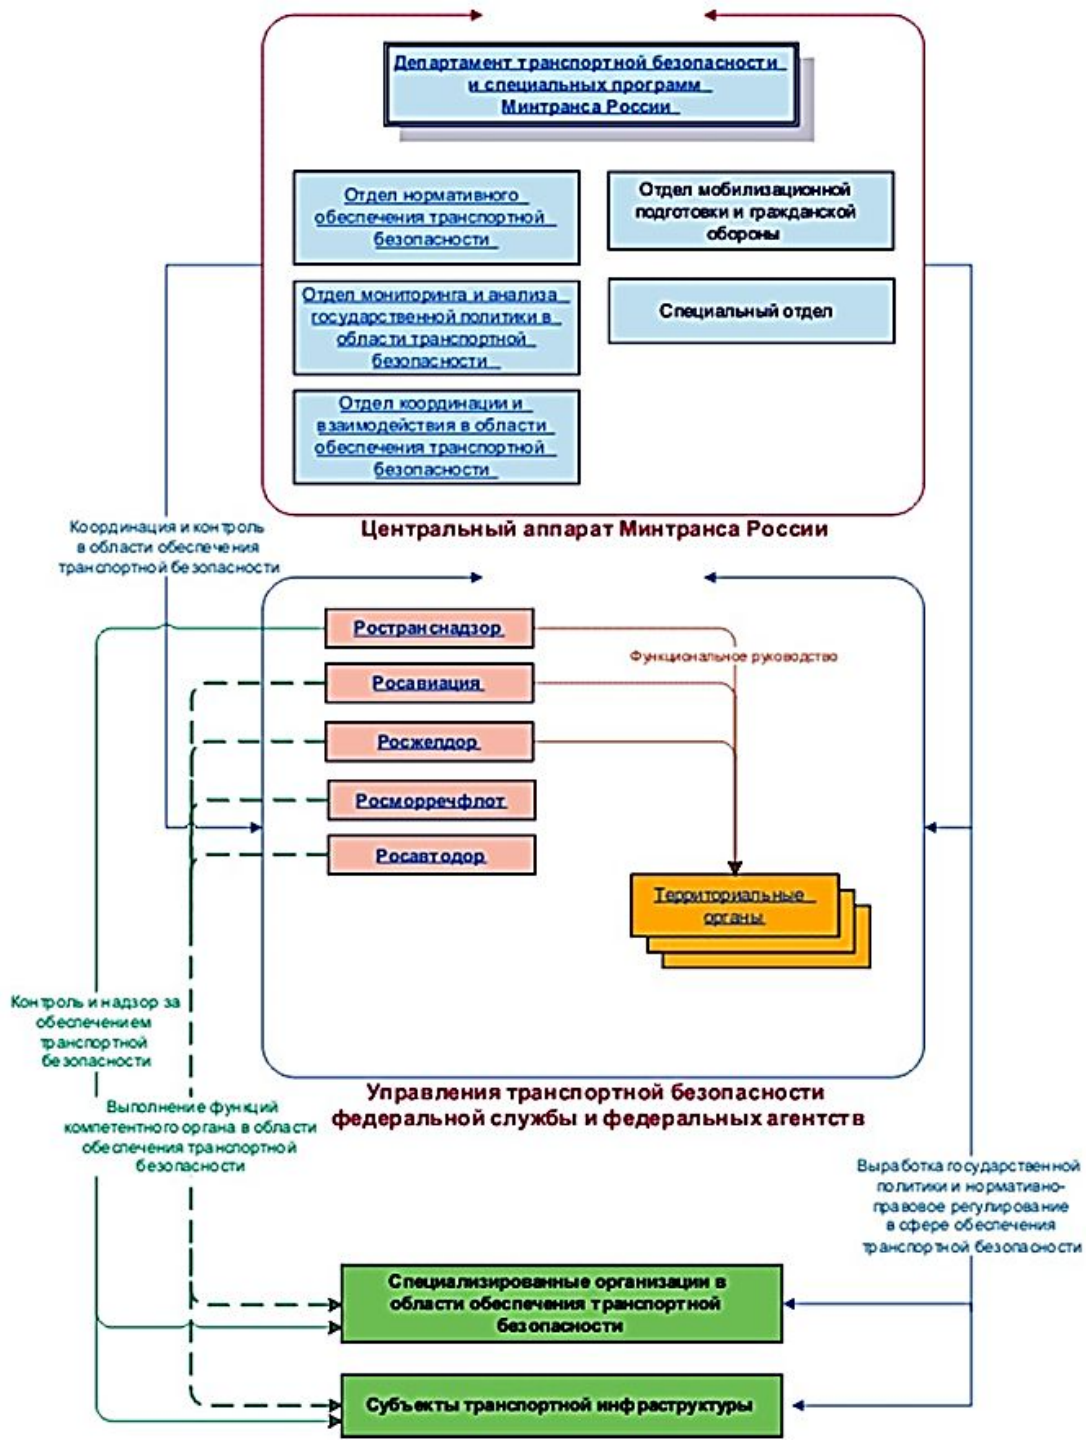 Департамент транспортной безопасности
и специальных программ
Минтранса России
Отдел нормативного
обеспечения транспортной
безопасности
Отдел мобилизационной
подготовки и гражданской
обороны
Отдел мониторинга и анализа
государственной политики в
области транспортной
безопасности
Специальный отдел
Отдел координации и
взаимодействия в области
обеспечения транспортной
безопасности
Центральный аппарат Минтранса России
Координация и контроль
в области обеспечения
транспортной безопасности
Ространснадзор
Функциональное руководство
Росавиация
Росжелдор
Росморречфлот
Росавтодор
Территориальные
органы
Контроль и надзор за
обеспечением
транспортной
безопасности
Управления транспортной безопасности
федеральной службы и федеральных агентств
Выполнение функций
компетентного органа в области
обеспечения транспортной
безопасности
Выработка государственной
политики и нормативно-
правовое регулирование
в сфере обеспечения
транспортной безопасности
Специализированные организации в
области обеспечения транспортной
безопасности
Субъекты транспортной инфраструктуры